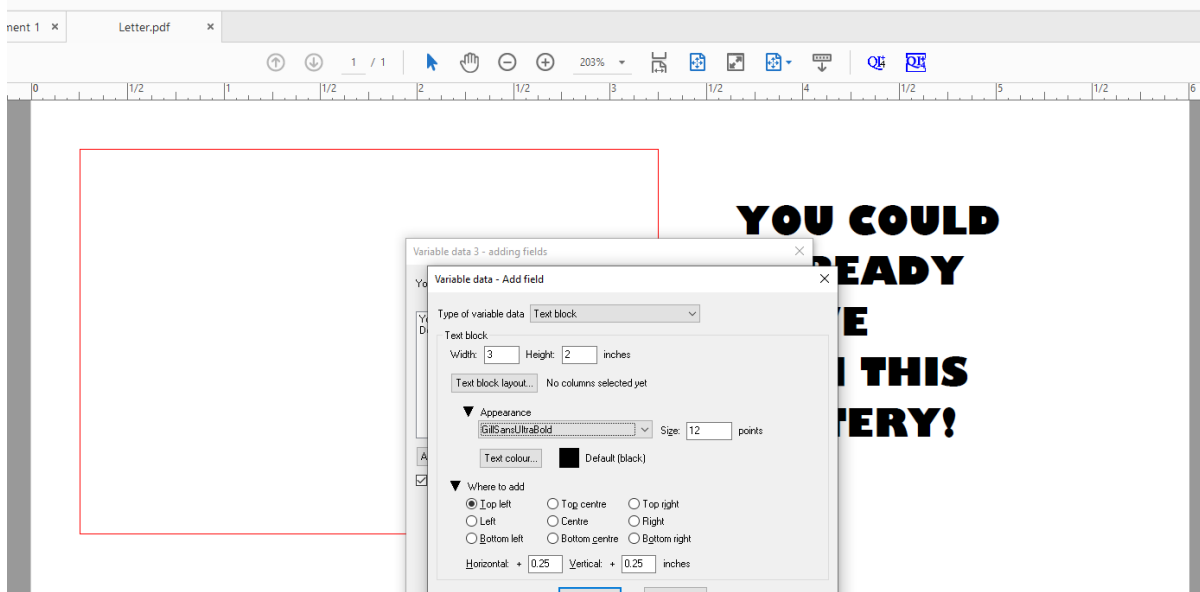 ment 1 ×
Letter.pdf ×
1 / 1
203%
0 1/2 1 1/2 2 1/2 3 1/2 4 1/2 5 1/2 6
YOU COULD
READY
THIS
ERY!
Variable data 3 - adding fields
Yo
Variable data - Add field
Type of variable data Text block
Text block
Width: 3 Height: 2 inches
Text block layout... No columns selected yet
Appearance
GillSansUltraBold Size: 12 points
Text colour... Default (black)
Where to add
Top left Top centre Top right
Left Centre Right
Bottom left Bottom centre Bottom right
Horizontal: + 0.25 Vertical: + 0.25 inches